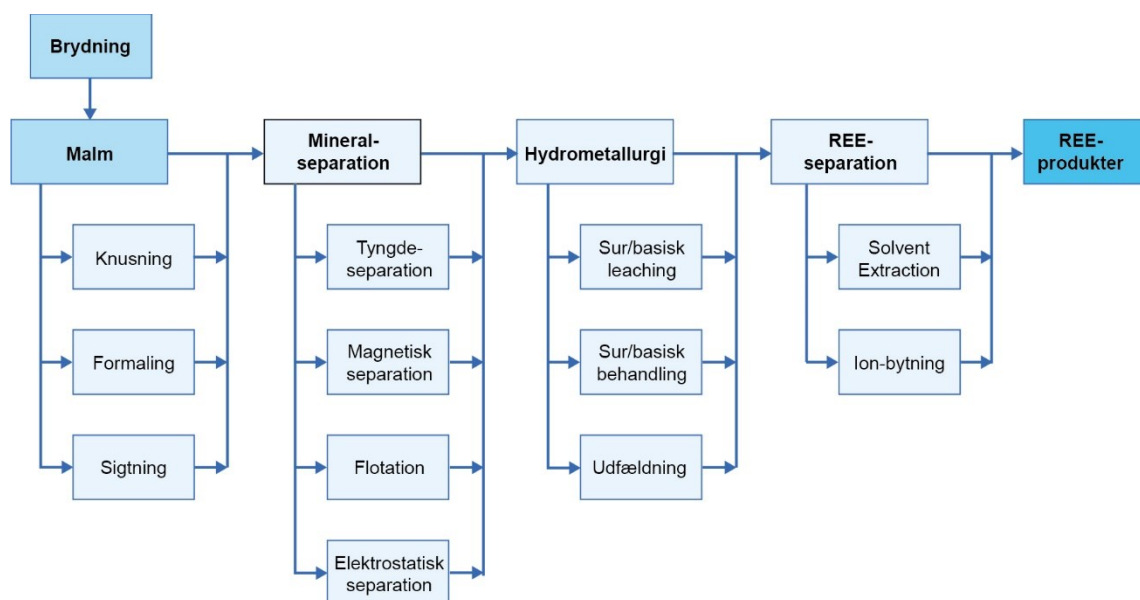 Brydning
Malm
Mineral-
separation
Hydrometallurgi
REE-
separation
REE-
produkter
Knusning
Tyngde-
separation
Sur/basisk
leaching
Solvent
Extraction
Formaling
Magnetisk
separation
Sur/basisk
behandling
Ion-bytning
Sigtning
Flotation
Udfældning
Elektrostatisk
separation